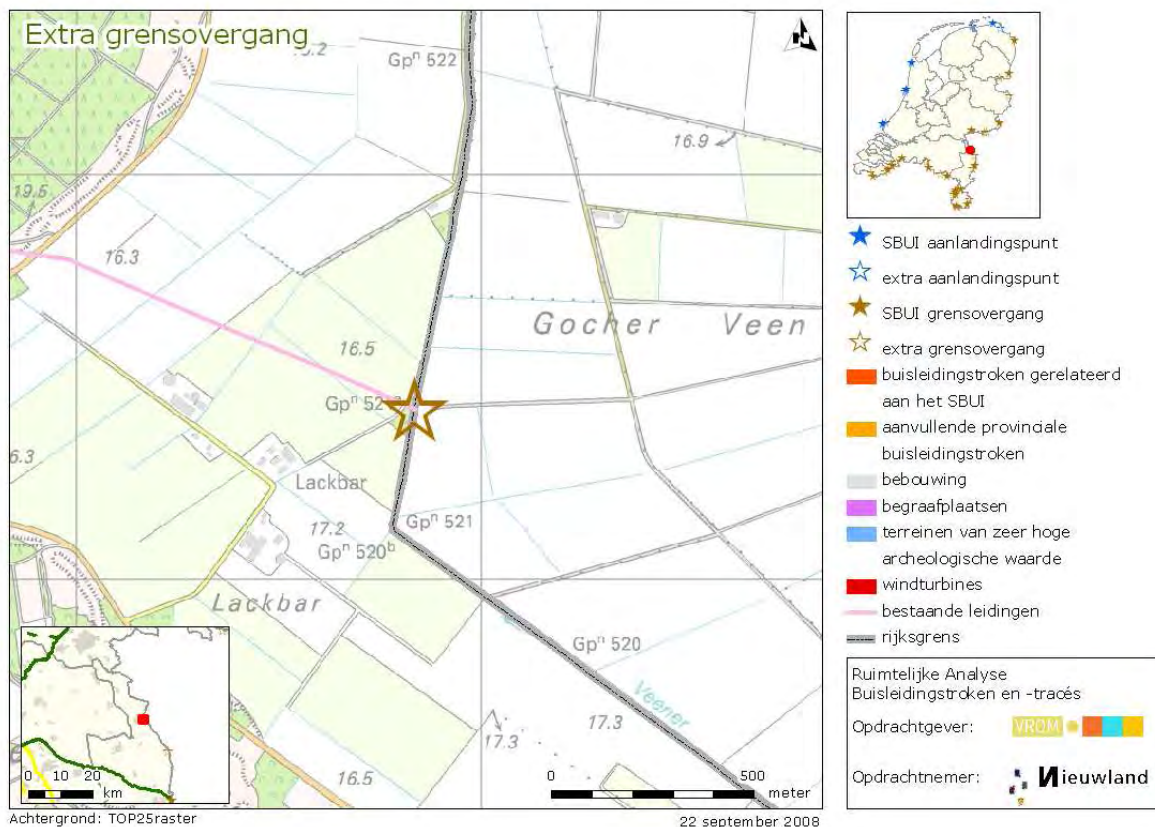 Extra grensovergang
Gpⁿ 522
16.9
19.5
16.3
Gocher Veen
16.5
6.3
Lackbar
Gpⁿ 521
17.2
Gpⁿ 520ᵇ
Lackbar
Gpⁿ 520
Veener
17.3
17.3
16.5
0 10 20
km
0 500
meter
Achtergrond: TOP25raster
22 september 2008
SBUI aanlandingspunt
extra aanlandingspunt
SBUI grensovergang
extra grensovergang
buisleidingstroken gerelateerd
aan het SBUI
aanvullende provinciale
buisleidingstroken
bebouwing
begraafplaatsen
terreinen van zeer hoge
archeologische waarde
windturbines
bestaande leidingen
rijksgrens
Ruimtelijke Analyse
Buisleidingstroken en -tracés
Opdrachtgever: VROM
Opdrachtnemer: Nieuwland